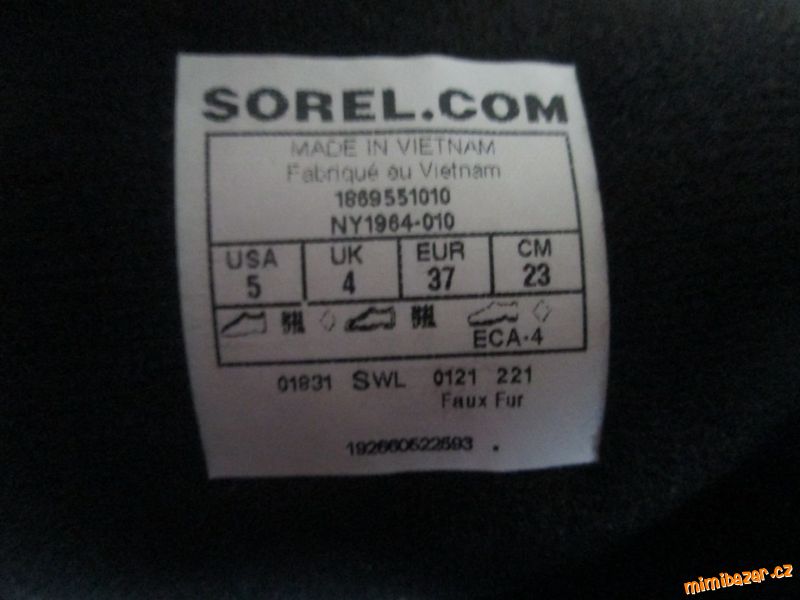 SOREL.COM
MADE IN VIETNAM
Fabriqué au Vietnam
1869551010
NY1964-010
USA UK EUR CM
5 4 37 23
ECA-4
01831 SWL 0121 221
Faux Fur
192660522593
mimibazar.cz